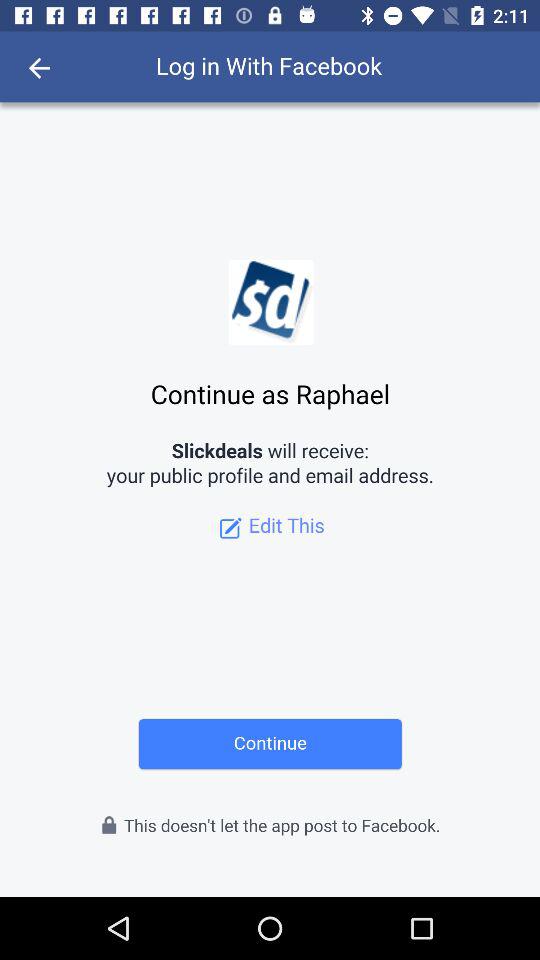 2:11
Log in With Facebook
sd
Continue as Raphael
Slickdeals will receive:
your public profile and email address.
Edit This
Continue
This doesn't let the app post to Facebook.